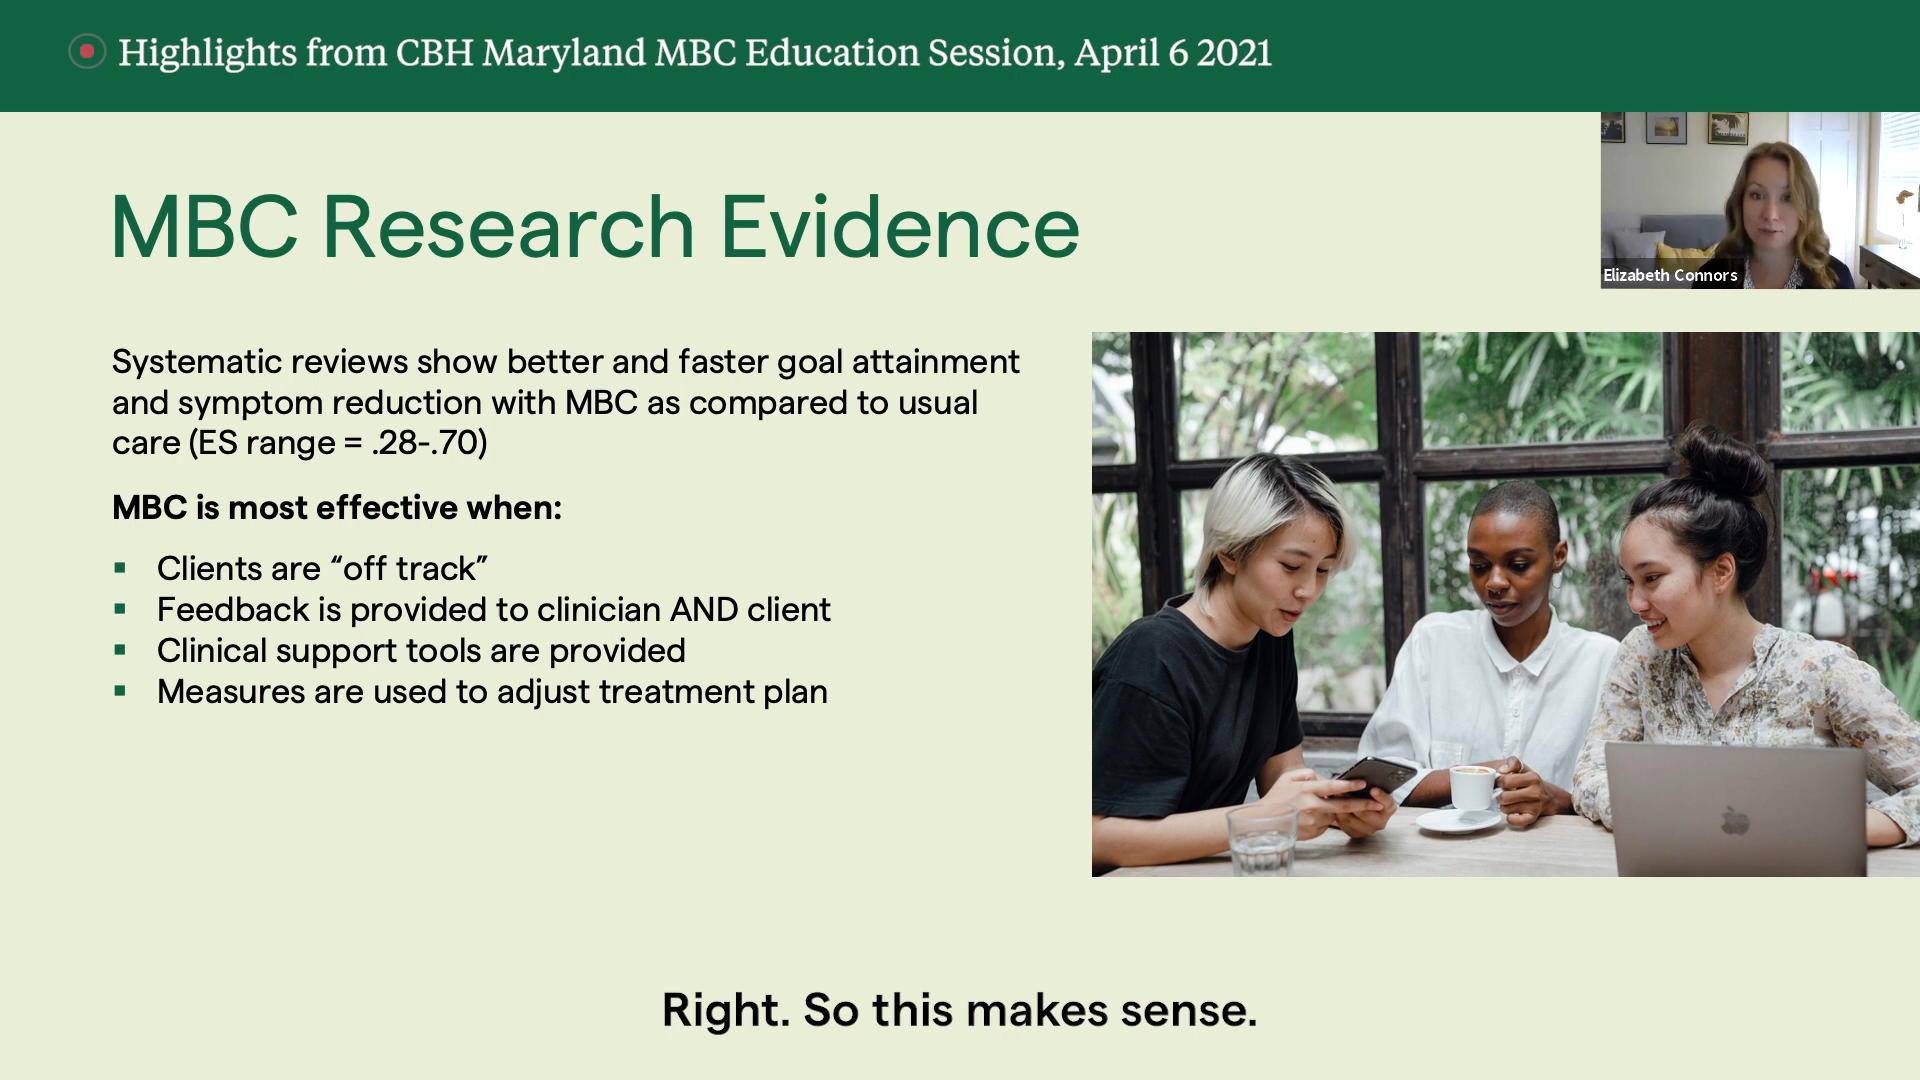 Highlights from CBH Maryland MBC Education Session, April 6 2021
MBC Research Evidence
Elizabeth Connors
Systematic reviews show better and faster goal attainment
and symptom reduction with MBC as compared to usual
care (ES range = .28-.70)
MBC is most effective when:
▪ Clients are “off track”
▪ Feedback is provided to clinician AND client
▪ Clinical support tools are provided
▪ Measures are used to adjust treatment plan
Right. So this makes sense.